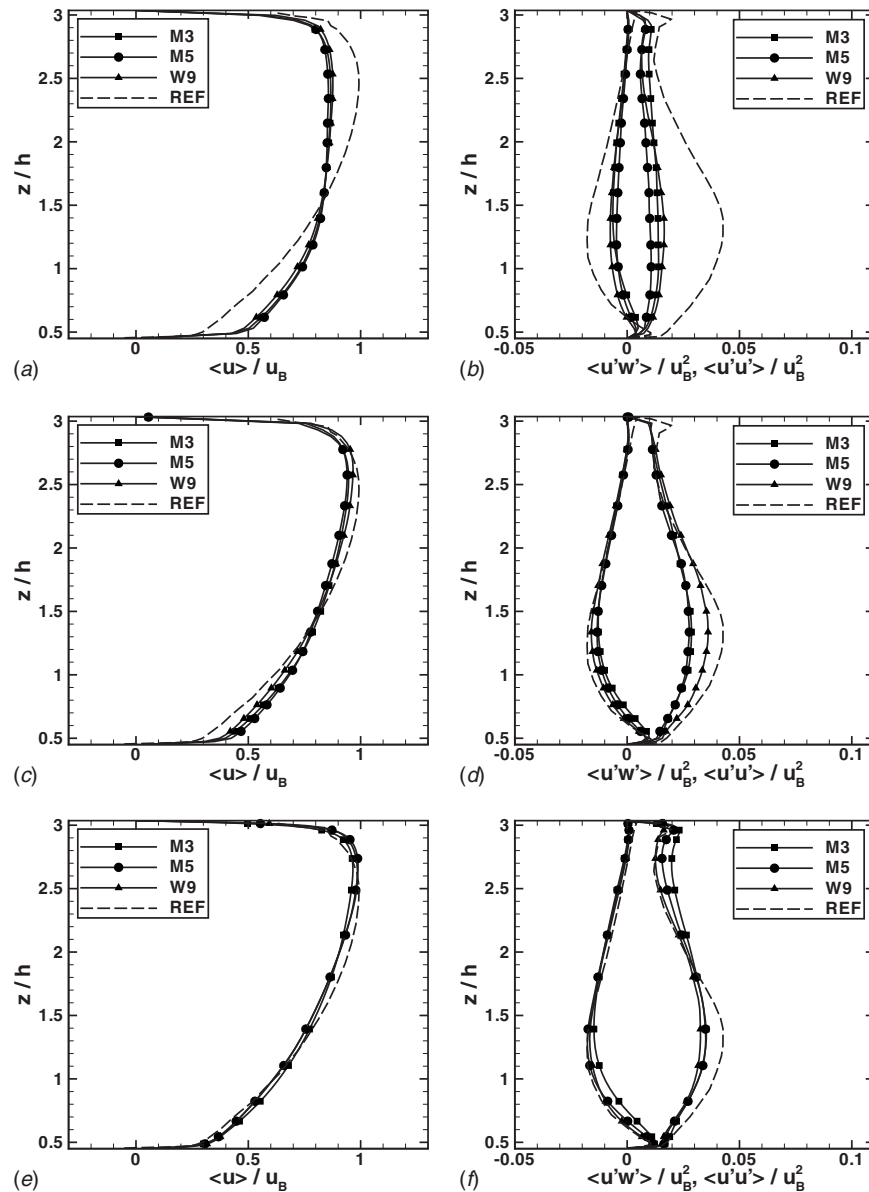 3
2.5
2
1.5
1
0.5
z / h
M3
M5
W9
REF
0
0.5
1
(a)
<u> / u_B
3
2.5
2
1.5
1
0.5
z / h
M3
M5
W9
REF
-0.05
0
0.05
0.1
(b)
<u'w'> / u_B^2, <u'u'> / u_B^2
3
2.5
2
1.5
1
0.5
z / h
M3
M5
W9
REF
0
0.5
1
(c)
<u> / u_B
3
2.5
2
1.5
1
0.5
z / h
M3
M5
W9
REF
-0.05
0
0.05
0.1
(d)
<u'w'> / u_B^2, <u'u'> / u_B^2
3
2.5
2
1.5
1
0.5
z / h
M3
M5
W9
REF
0
0.5
1
(e)
<u> / u_B
3
2.5
2
1.5
1
0.5
z / h
M3
M5
W9
REF
-0.05
0
0.05
0.1
(f)
<u'w'> / u_B^2, <u'u'> / u_B^2